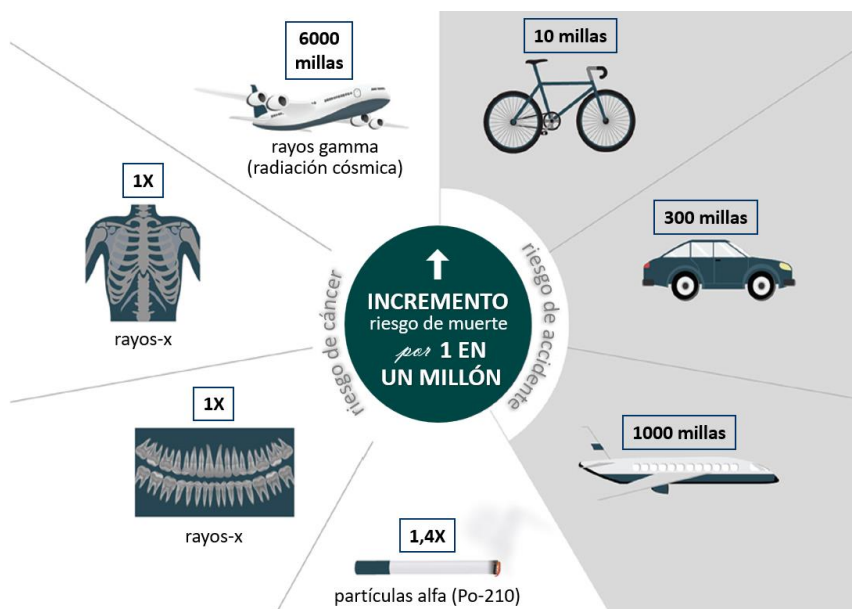 6000
millas
rayos gamma
(radiación cósmica)
10 millas
1X
rayos-x
300 millas
riesgo de cáncer
INCREMENTO
riesgo de muerte
por 1 EN
UN MILLÓN
riesgo de accidente
1X
rayos-x
1000 millas
1,4X
partículas alfa (Po-210)